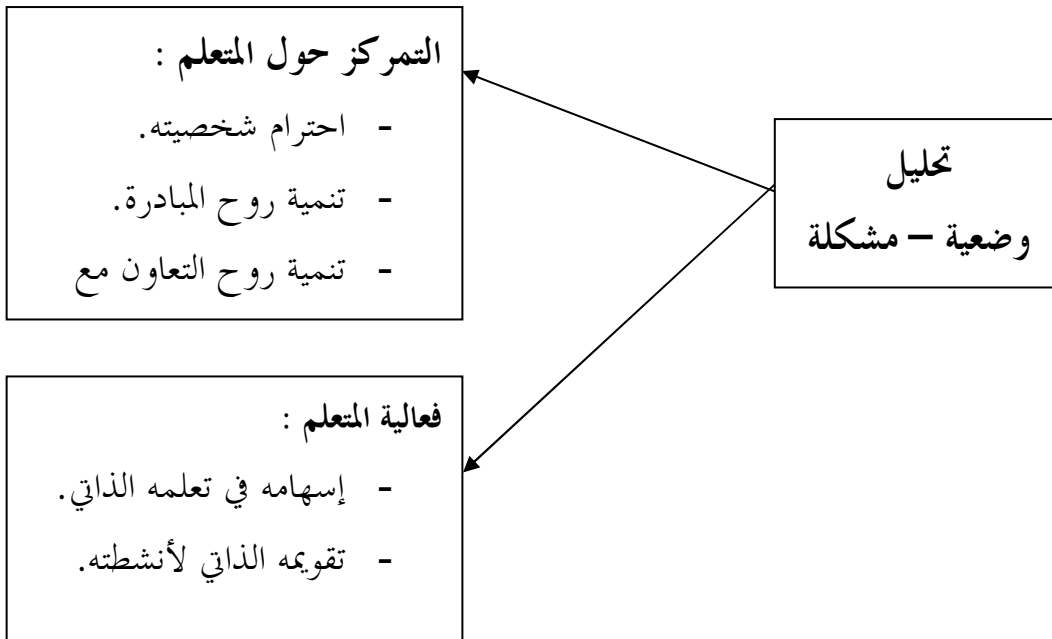 تحليل
وضعية – مشكلة
التمركز حول المتعلم :
- احترام شخصيته.
- تنمية روح المبادرة.
- تنمية روح التعاون مع
فعالية المتعلم :
- إسهامه في تعلمه الذاتي.
- تقويمه الذاتي لأنشطته.